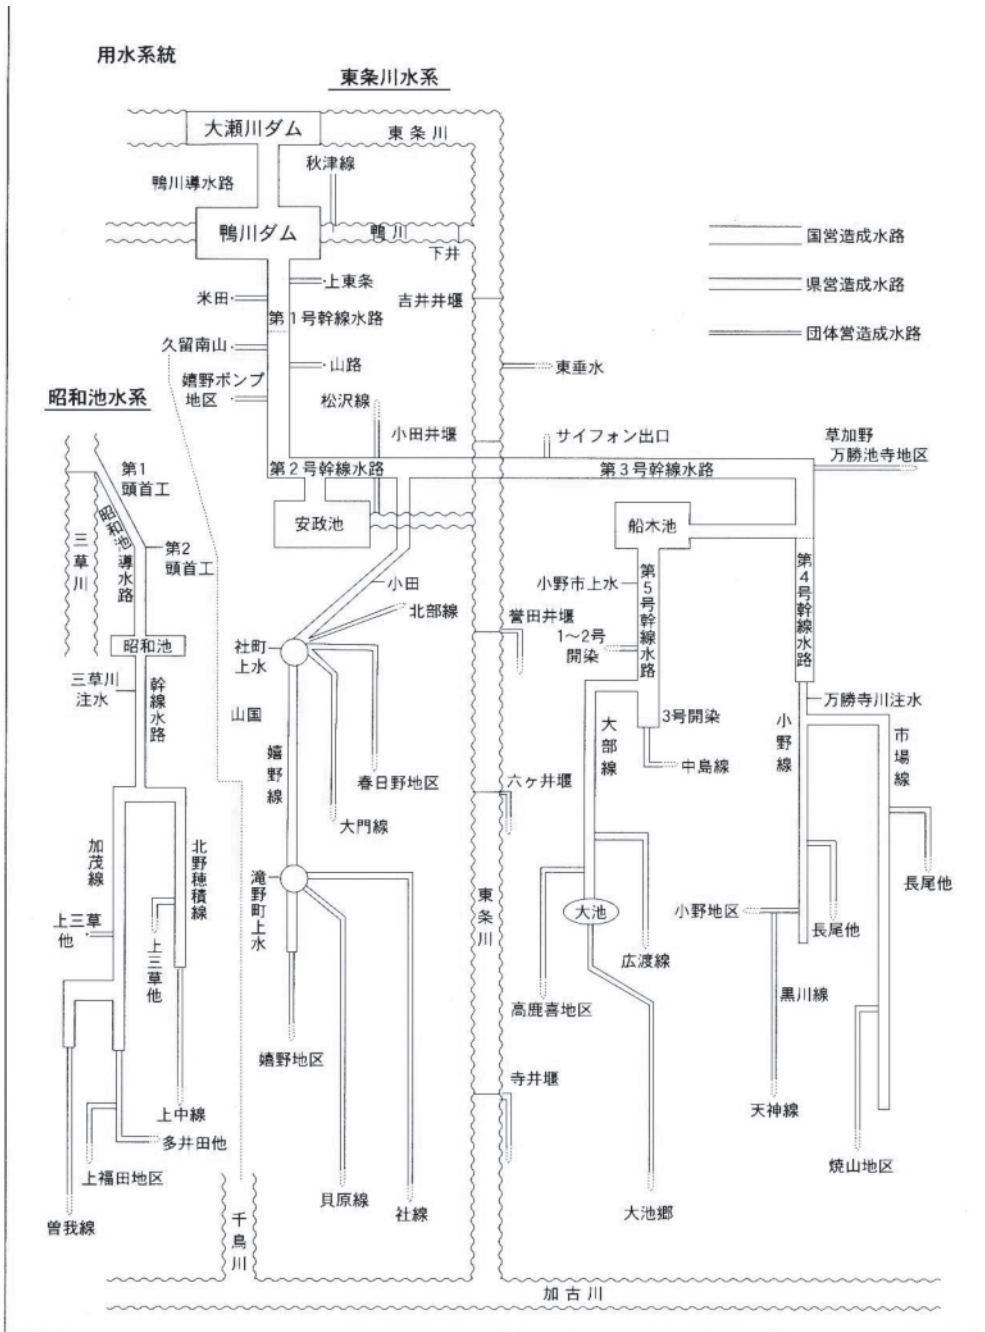 用水系統
東条川水系
大瀬川ダム
東条川
秋津線
鴨川導水路
鴨川ダム
鴨川
下井
国営造成水路
県営造成水路
団体営造成水路
上東条
米田
吉井井堰
第1号幹線水路
久留南山
山路
東垂水
嬉野ポンプ
地区
松沢線
昭和池水系
小田井堰
サイフォン出口
草加野
万勝池寺地区
第1
頭首工
第2号幹線水路
第3号幹線水路
安政池
船木池
昭和池
導水路
三草川
第2
頭首工
小田
小野市上水
第5号幹線水路
第4号幹線水路
北部線
誉田井堰
1〜2号
開染
昭和池
社町
上水
三草川
注水
幹線水路
山国
嬉野線
大部線
3号開染
小野線
万勝寺川注水
市場線
中島線
春日野地区
六ヶ井堰
大門線
加茂線
北野穂積線
滝野町上水
東条川
大池
小野地区
長尾他
長尾他
上三草
他
上三草他
広渡線
高鹿喜地区
黒川線
嬉野地区
寺井堰
上中線
天神線
多井田他
上福田地区
焼山地区
貝原線
社線
大池郷
曽我線
千鳥川
加古川